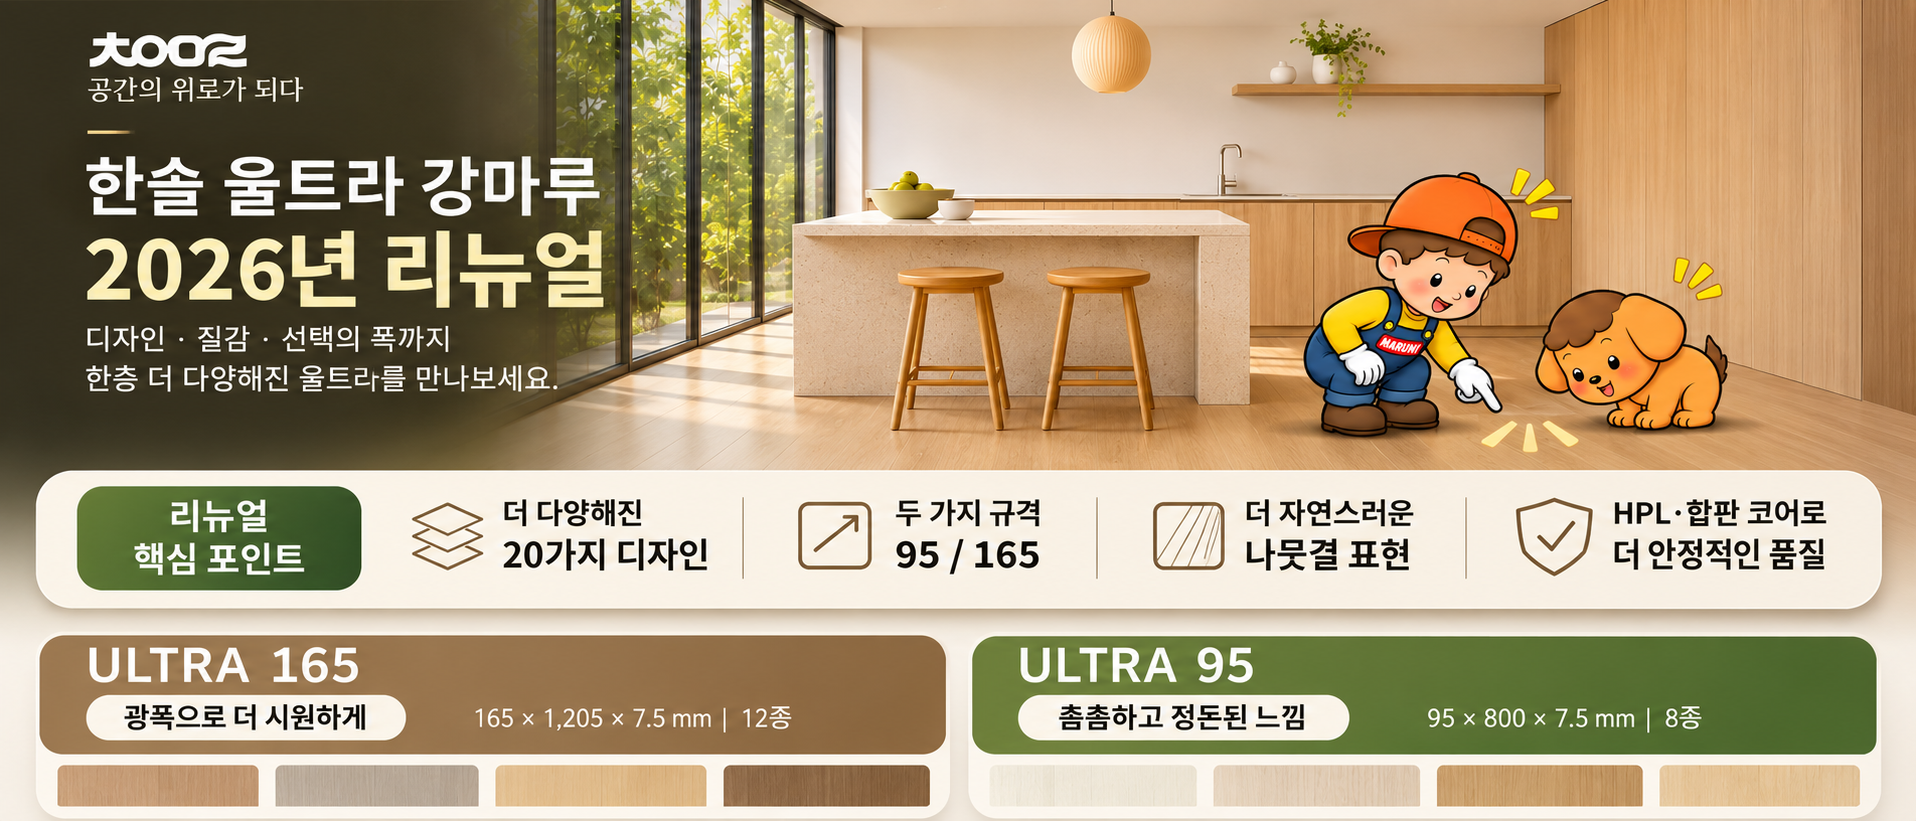 공간의 위로가 되다
한솔 울트라 강마루
2026년 리뉴얼
디자인 · 질감 · 선택의 폭까지
한층 더 다양해진 울트라를 만나보세요.
MARUNI
리뉴얼
핵심 포인트
더 다양해진
20가지 디자인
두 가지 규격
95 / 165
더 자연스러운
나뭇결 표현
HPL·합판 코어로
더 안정적인 품질
ULTRA 165
광폭으로 더 시원하게
165 × 1,205 × 7.5 mm | 12종
ULTRA 95
촘촘하고 정돈된 느낌
95 × 800 × 7.5 mm | 8종